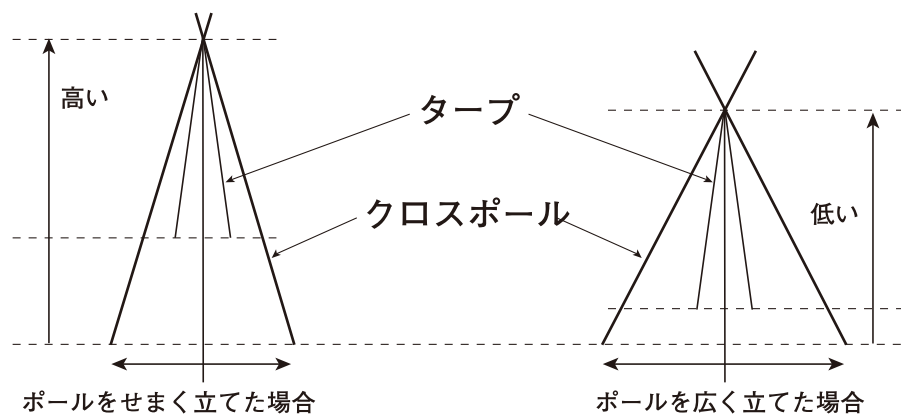 高い
タープ
クロスポール
低い
ポールをせまく立てた場合
ポールを広く立てた場合